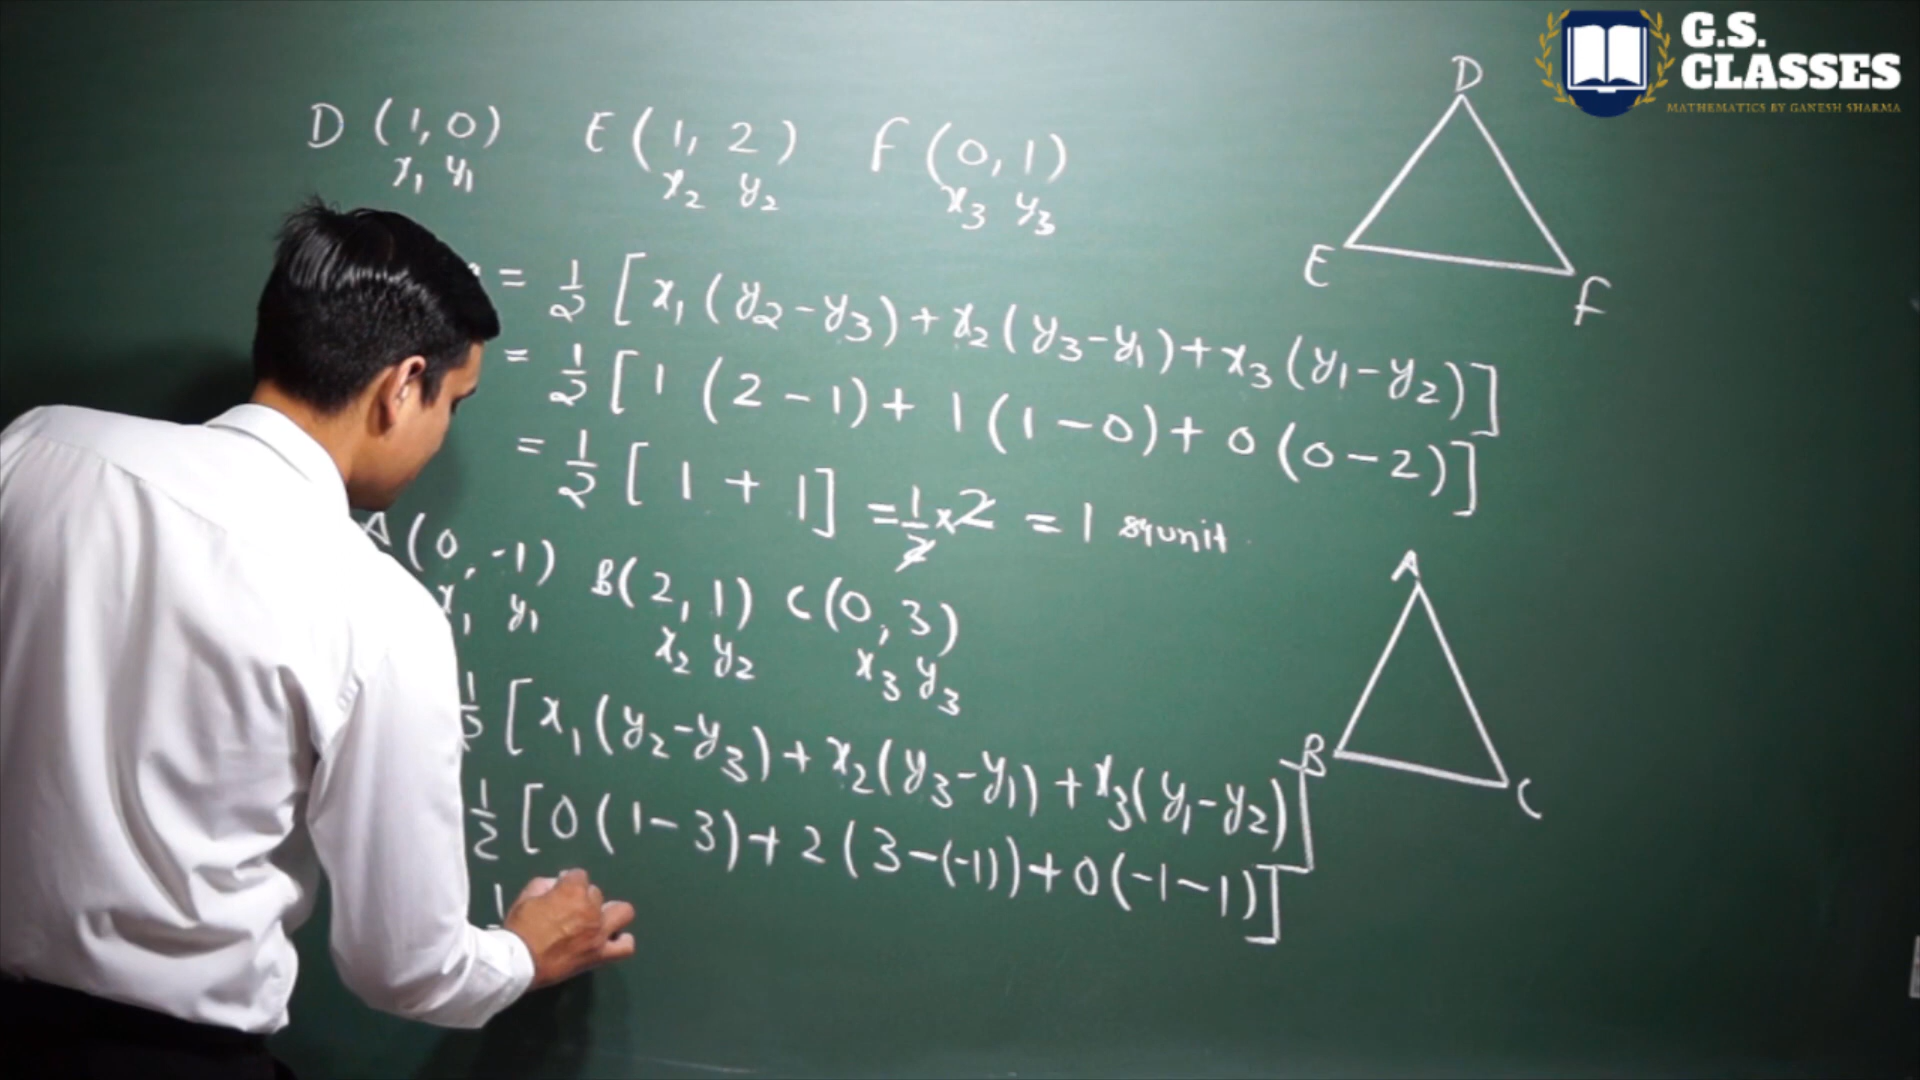 G.S.
CLASSES
MATHEMATICS BY GANESH SHARMA
D
D (1, 0) E (1, 2) F (0, 1)
x₁ y₁ x₂ y₂ x₃ y₃
E
F
= 1/2 [x₁ (y₂-y₃) + x₂ (y₃-y₁) + x₃ (y₁-y₂)]
= 1/2 [1 (2-1) + 1 (1-0) + 0 (0-2)]
= 1/2 [1 + 1] = 1/2 x 2 = 1 sq unit
A (0, -1) B (2, 1) C (0, 3)
x₁ y₁ x₂ y₂ x₃ y₃
A
B
C
1/2 [x₁ (y₂-y₃) + x₂ (y₃-y₁) + x₃ (y₁-y₂)]
1/2 [0 (1-3) + 2 (3-(-1)) + 0 (-1-1)]
1